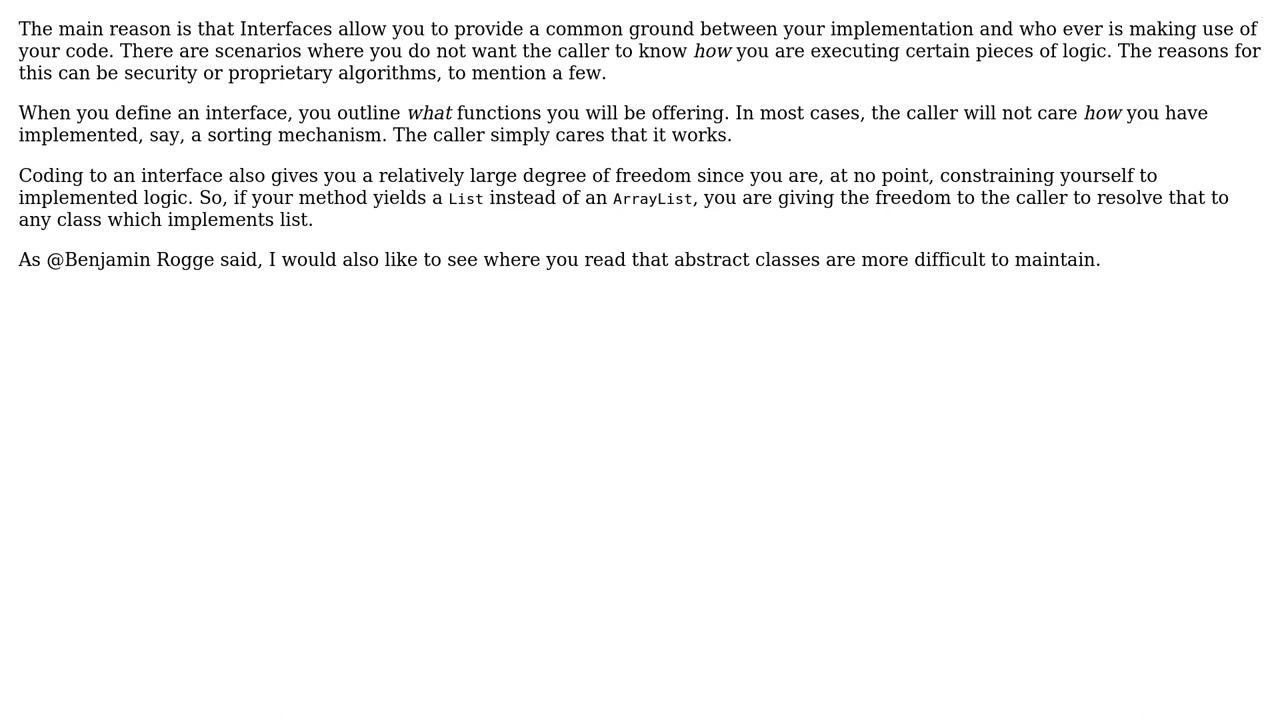 The main reason is that Interfaces allow you to provide a common ground between your implementation and who ever is making use of
your code. There are scenarios where you do not want the caller to know how you are executing certain pieces of logic. The reasons for
this can be security or proprietary algorithms, to mention a few.
When you define an interface, you outline what functions you will be offering. In most cases, the caller will not care how you have
implemented, say, a sorting mechanism. The caller simply cares that it works.
Coding to an interface also gives you a relatively large degree of freedom since you are, at no point, constraining yourself to
implemented logic. So, if your method yields a List instead of an ArrayList, you are giving the freedom to the caller to resolve that to
any class which implements list.
As @Benjamin Rogge said, I would also like to see where you read that abstract classes are more difficult to maintain.